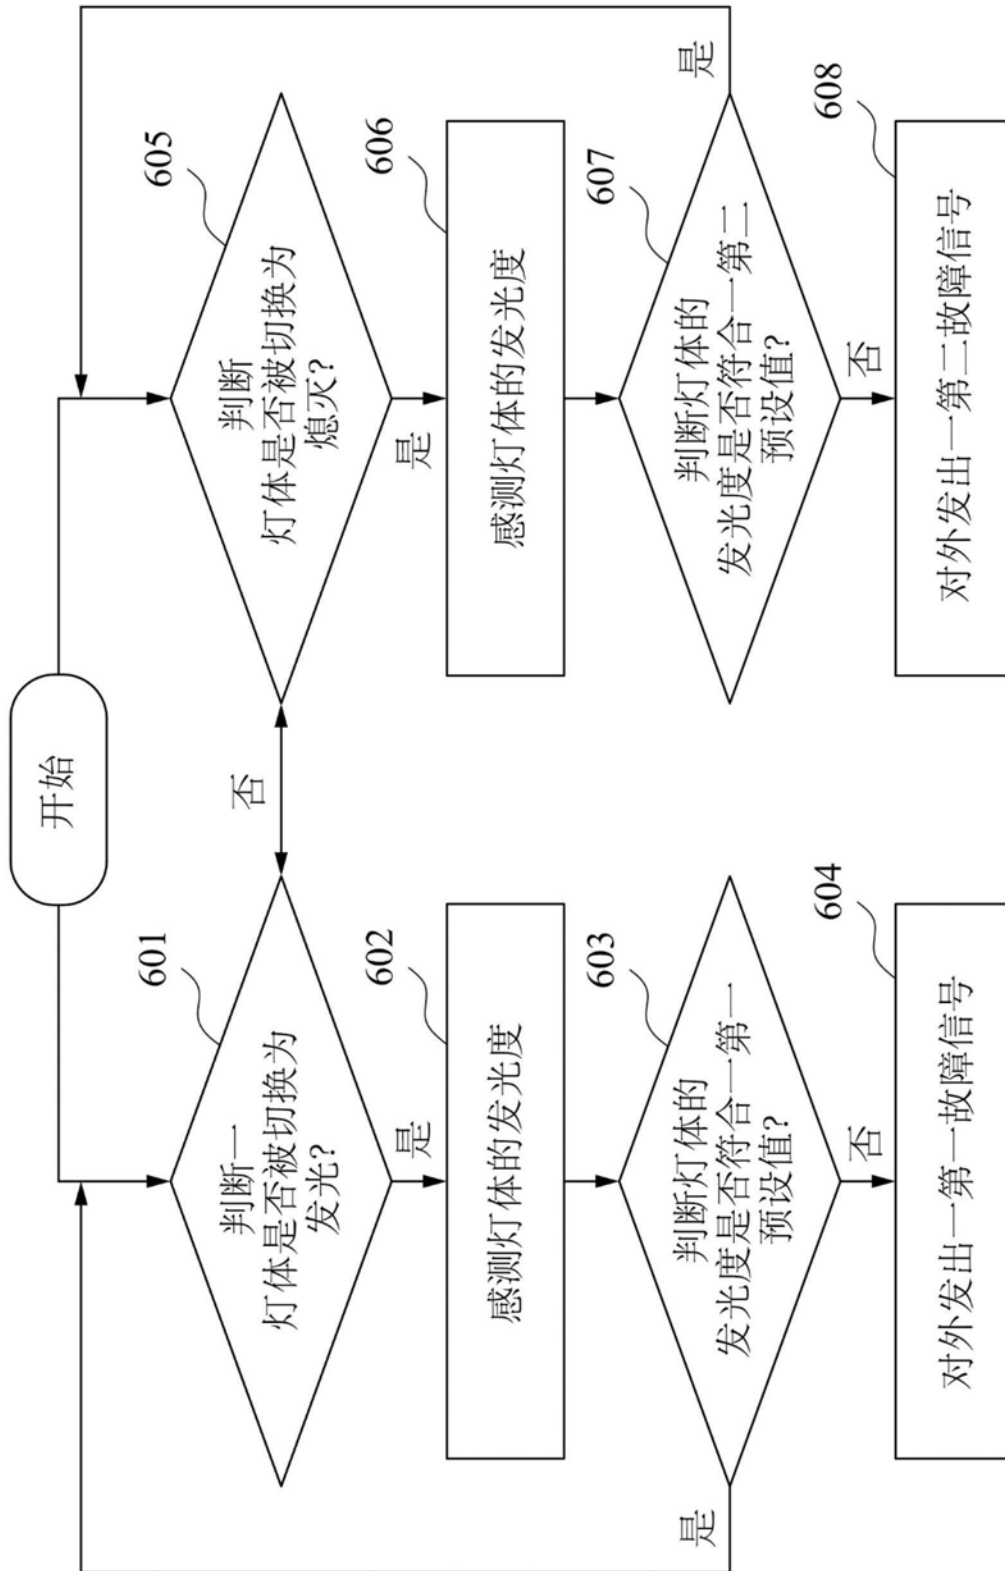 开始
601
判断一
灯体是否被切换为
发光?
否
605
判断
灯体是否被切换为
熄灭?
是
602
感测灯体的发光度
是
606
感测灯体的发光度
603
判断灯体的
发光度是否符合一第一
预设值?
是
607
判断灯体的
发光度是否符合一第二
预设值?
是
否
604
对外发出一第一故障信号
否
608
对外发出一第二故障信号